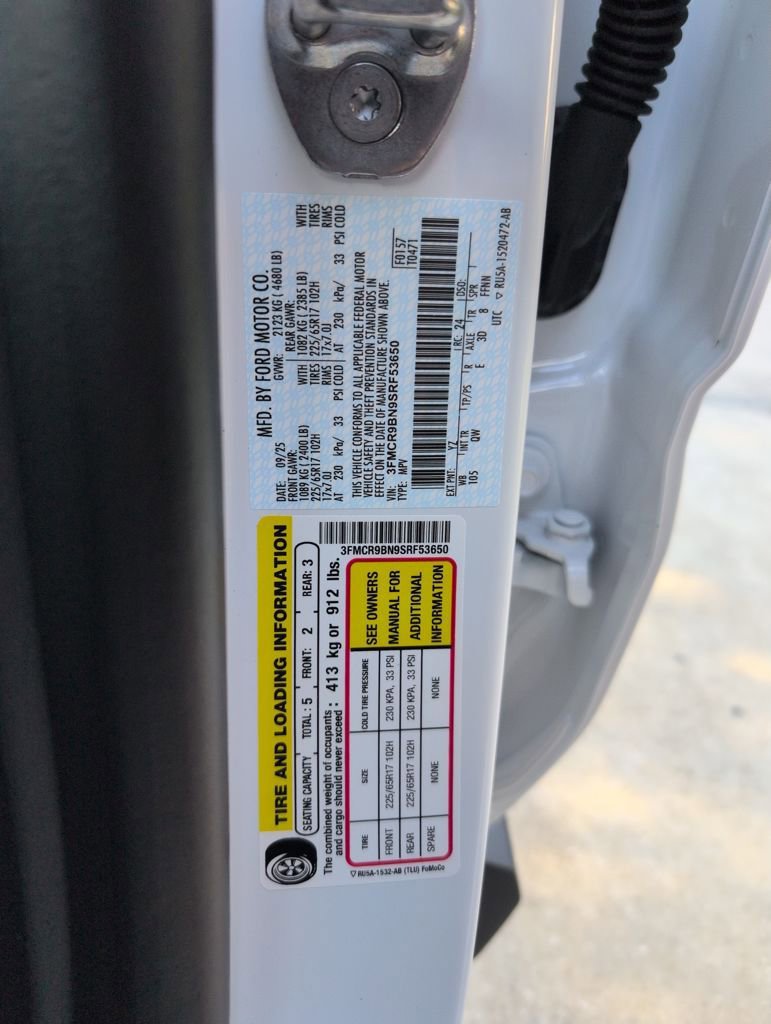 MFD. BY FORD MOTOR CO.
DATE: 09/25 GVWR: 2123 KG ( 4680 LB)
FRONT GAWR: REAR GAWR:
1089 KG ( 2400 LB) WITH 1082 KG ( 2385 LB) WITH
225/65R17 102H TIRES 225/65R17 102H TIRES
17x7.0J RIMS 17x7.0J RIMS
AT 230 kPa/ 33 PSI COLD AT 230 kPa/ 33 PSI COLD
THIS VEHICLE CONFORMS TO ALL APPLICABLE FEDERAL MOTOR
VEHICLE SAFETY AND THEFT PREVENTION STANDARDS IN
EFFECT ON THE DATE OF MANUFACTURE SHOWN ABOVE.
VIN: 3FMCR9BN9SRF53650
TYPE: MPV
F0157
T0471
EXT PNT: YZ RC: 24 DSO:
WB INT TR TP/PS R AXLE TR SPR
105 QW E 3D 8 FFNN
UTC ▽ RU5A-1520472-AB
TIRE AND LOADING INFORMATION
SEATING CAPACITY TOTAL : 5 FRONT: 2 REAR: 3
The combined weight of occupants : 413 kg or 912 lbs.
and cargo should never exceed :
3FMCR9BN9SRF53650
TIRE SIZE COLD TIRE PRESSURE
FRONT 225/65R17 102H 230 KPA, 33 PSI
REAR 225/65R17 102H 230 KPA, 33 PSI
SPARE NONE NONE
SEE OWNERS
MANUAL FOR
ADDITIONAL
INFORMATION
▽ RU5A-1532-AB (TLU) FoMoCo